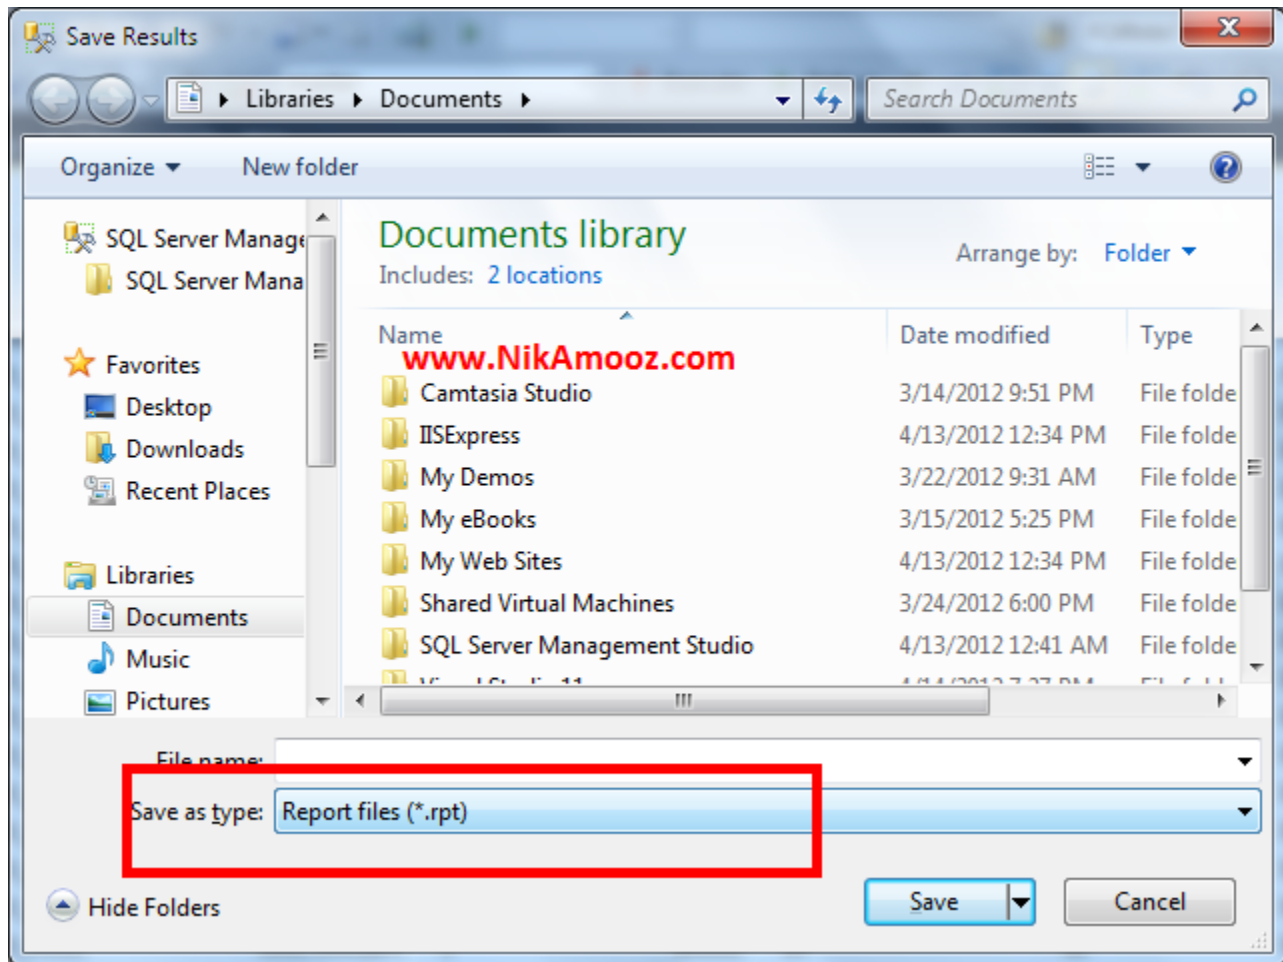 Save Results
Libraries Documents
Search Documents
Organize New folder
SQL Server Manage
SQL Server Mana
Favorites
Desktop
Downloads
Recent Places
Libraries
Documents
Music
Pictures
Documents library
Includes: 2 locations
Arrange by: Folder
Name Date modified Type
www.NikAmooz.com
Camtasia Studio 3/14/2012 9:51 PM File folde
IISExpress 4/13/2012 12:34 PM File folde
My Demos 3/22/2012 9:31 AM File folde
My eBooks 3/15/2012 5:25 PM File folde
My Web Sites 4/13/2012 12:34 PM File folde
Shared Virtual Machines 3/24/2012 6:00 PM File folde
SQL Server Management Studio 4/13/2012 12:41 AM File folde
File name:
Save as type: Report files (*.rpt)
Hide Folders
Save Cancel